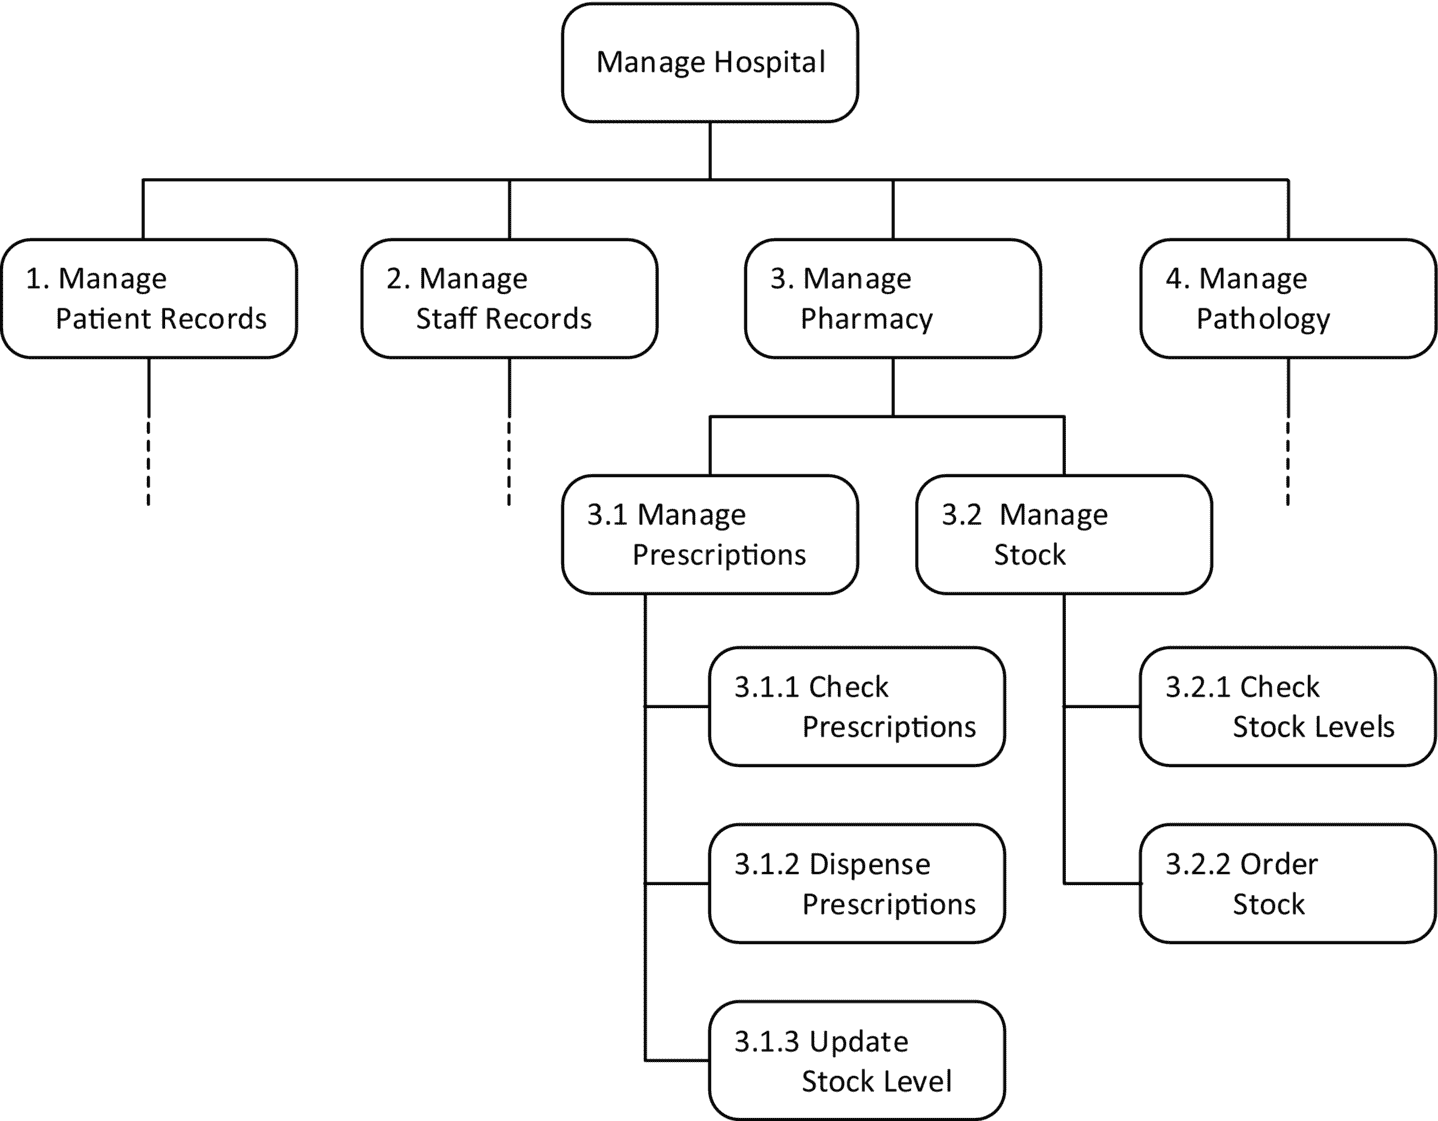 Manage Hospital
1. Manage
Patient Records
2. Manage
Staff Records
3. Manage
Pharmacy
4. Manage
Pathology
3.1 Manage
Prescriptions
3.2 Manage
Stock
3.1.1 Check
Prescriptions
3.2.1 Check
Stock Levels
3.1.2 Dispense
Prescriptions
3.2.2 Order
Stock
3.1.3 Update
Stock Level